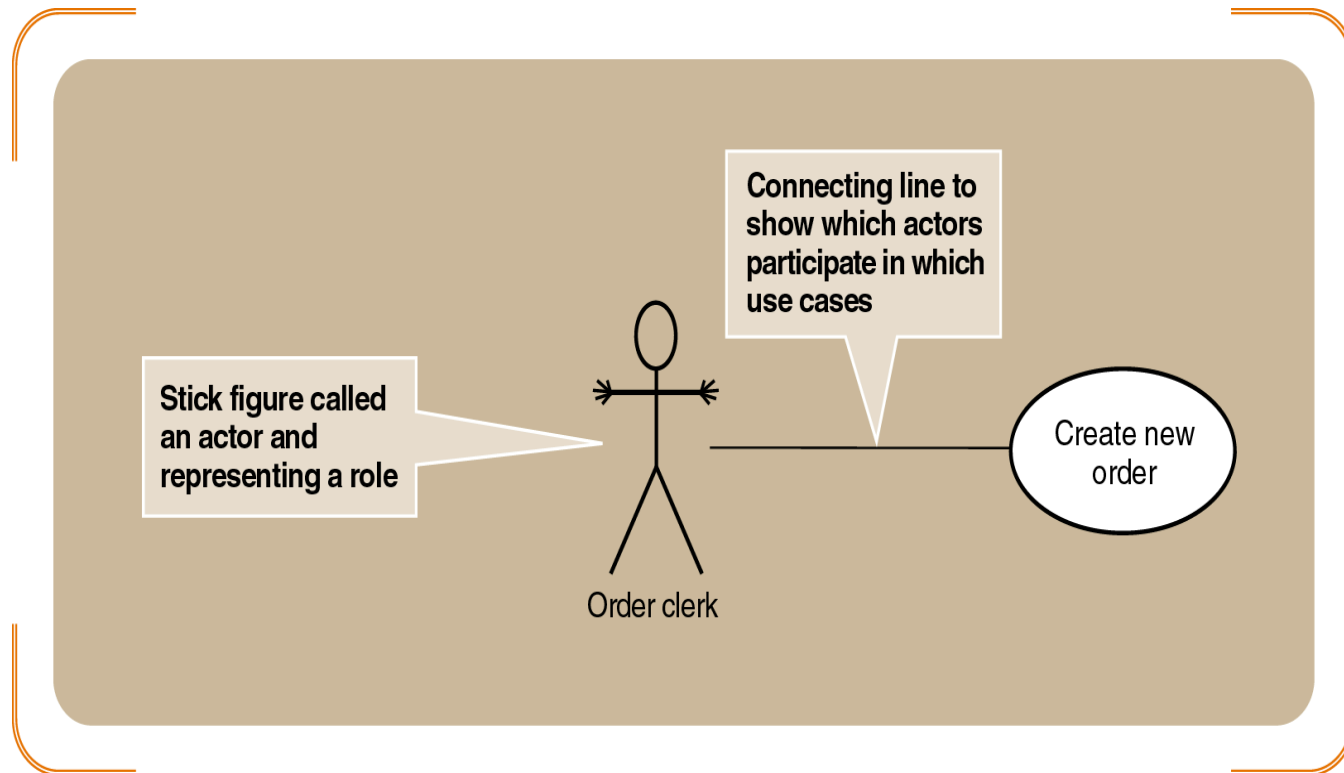 Connecting line to
show which actors
participate in which
use cases
Stick figure called
an actor and
representing a role
Create new
order
Order clerk